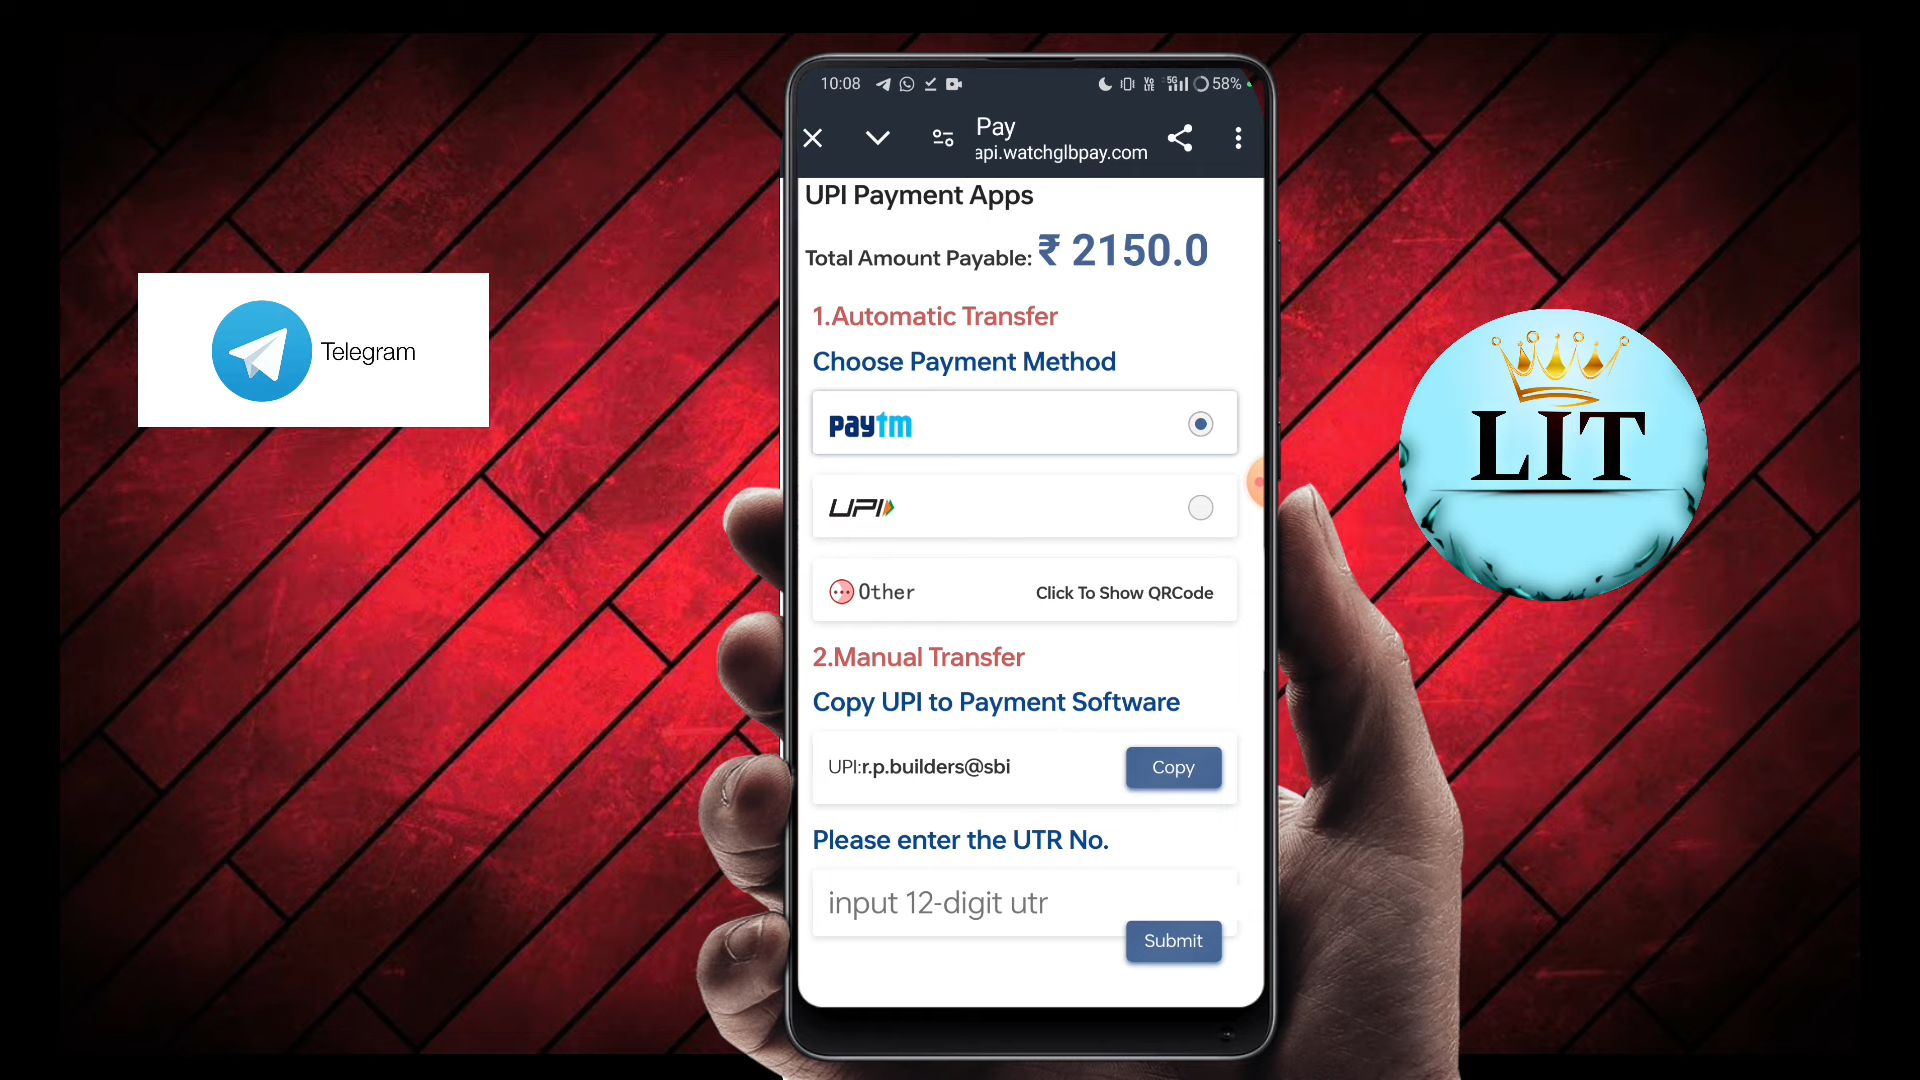 10:08
5G
58%
Pay
api.watchglbpay.com
UPI Payment Apps
Total Amount Payable: ₹ 2150.0
1.Automatic Transfer
Choose Payment Method
paytm
UPI
Other
Click To Show QRCode
2.Manual Transfer
Copy UPI to Payment Software
UPI:r.p.builders@sbi
Copy
Please enter the UTR No.
input 12-digit utr
Submit
Telegram
LIT